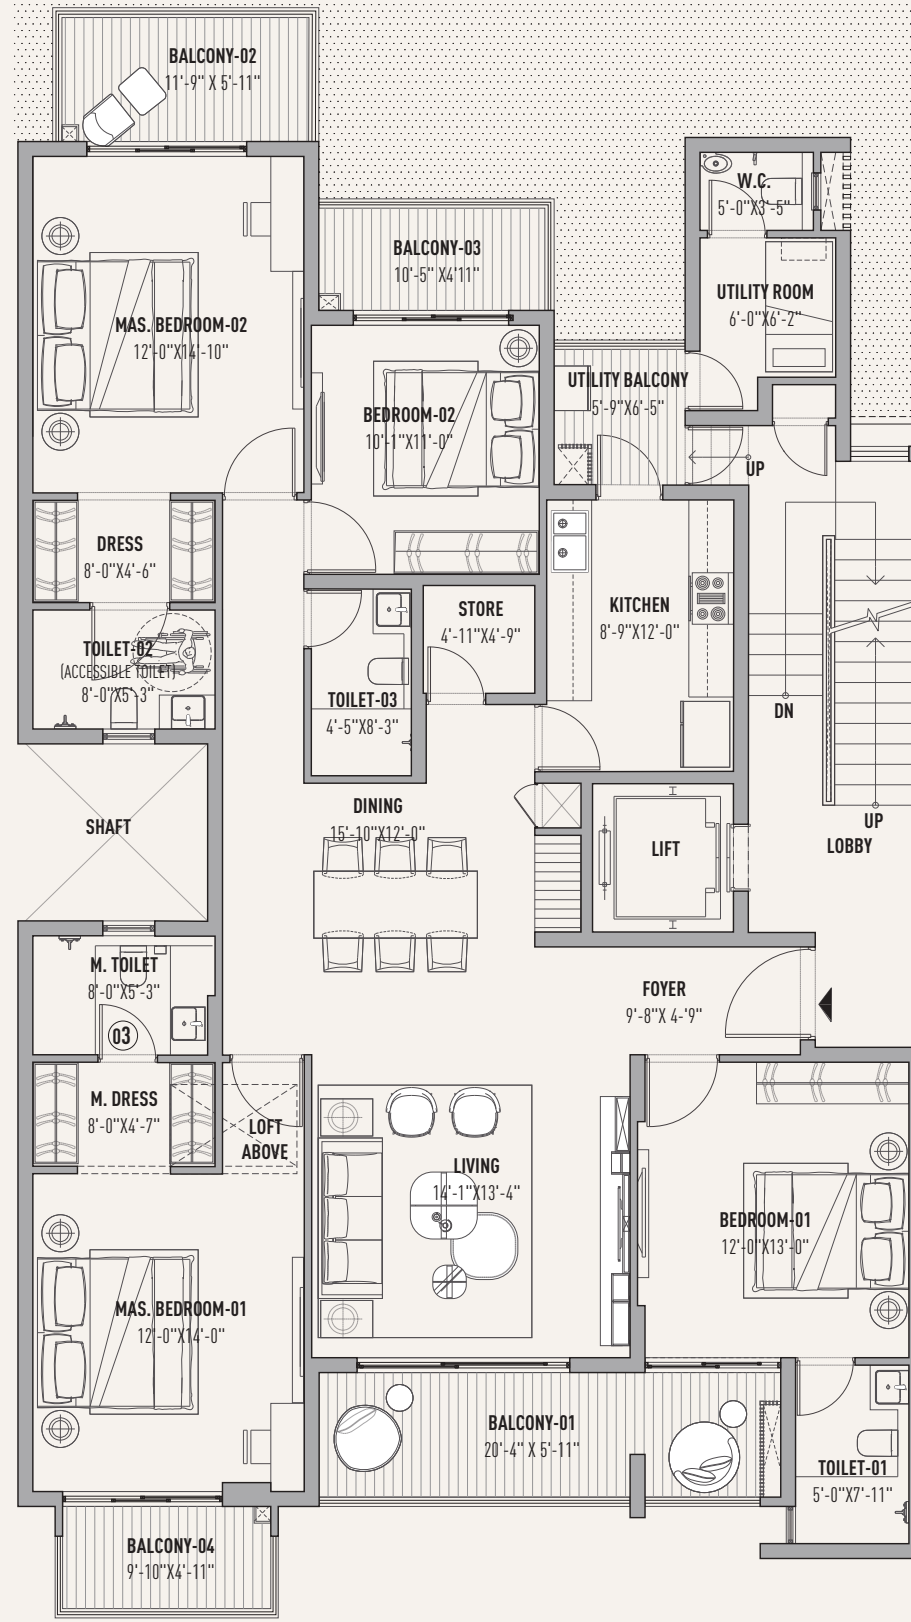 BALCONY-02
11'-9" X 5'-11"
W.C.
5'-0"X3'-5"
BALCONY-03
10'-5" X4'11"
UTILITY ROOM
6'-0"X6'-2"
MAS. BEDROOM-02
12'-0"X14'-10"
UTILITY BALCONY
5'-9"X6'-5"
BEDROOM-02
10'-1"X11'-0"
UP
DRESS
8'-0"X4'-6"
KITCHEN
8'-9"X12'-0"
STORE
4'-11"X4'-9"
TOILET-02
(ACCESSIBLE TOILET)
8'-0"X5'-3"
TOILET-03
4'-5"X8'-3"
DN
DINING
15'-10"X12'-0"
SHAFT
UP
LOBBY
LIFT
M. TOILET
8'-0"X5'-3"
FOYER
9'-8"X 4-'9"
03
M. DRESS
8'-0"X4'-7"
LOFT
ABOVE
LIVING
14'-1"X13'-4"
BEDROOM-01
12'-0"X13'-0"
MAS. BEDROOM-01
12'-0"X14'-0"
BALCONY-01
20'-4" X 5'-11"
TOILET-01
5'-0"X7'-11"
BALCONY-04
9'-10"X4'-11"